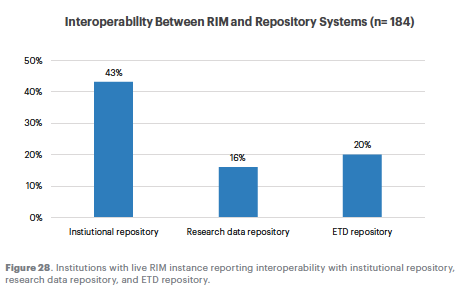 Interoperability Between RIM and Repository Systems (n= 184)
50%
40%
30%
20%
10%
0%
43%
16%
20%
Instiutional repository
Research data repository
ETD repository
Figure 28. Institutions with live RIM instance reporting interoperability with institutional repository,
research data repository, and ETD repository.